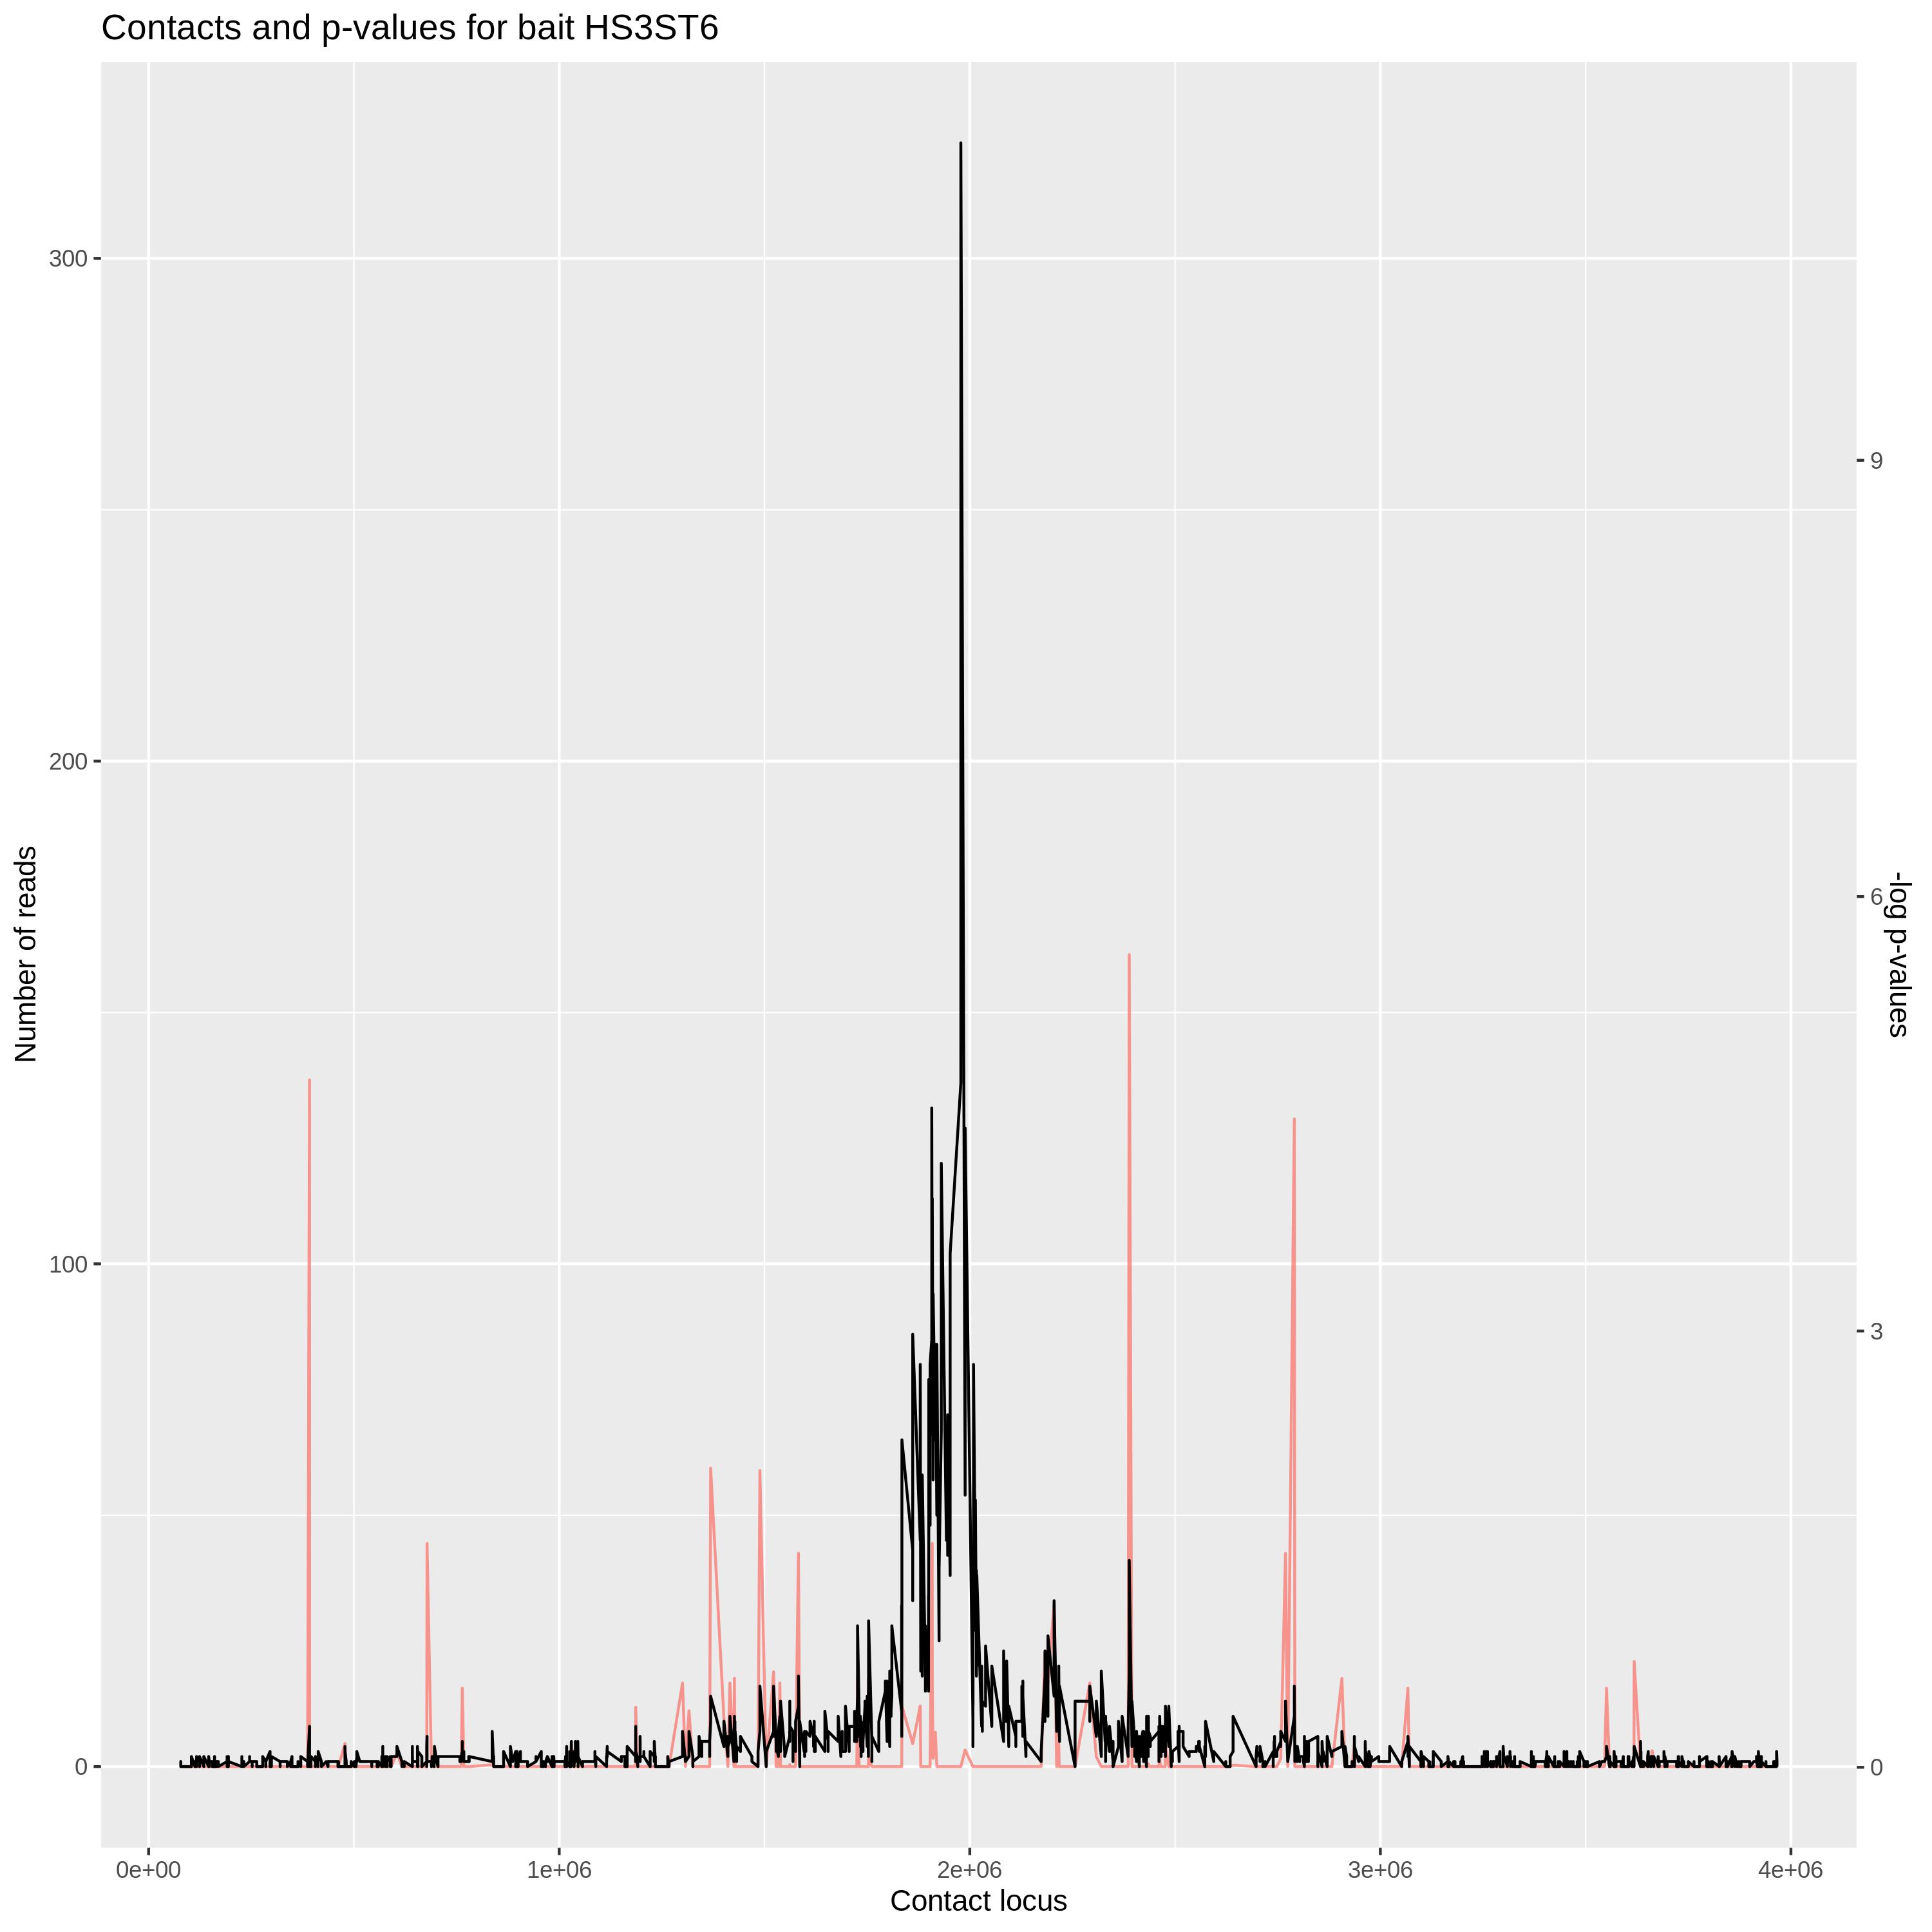 Contacts and p-values for bait HS3ST6
300
200
100
0
Number of reads
9
6
3
0
-log p-values
0e+00
1e+06
2e+06
3e+06
4e+06
Contact locus